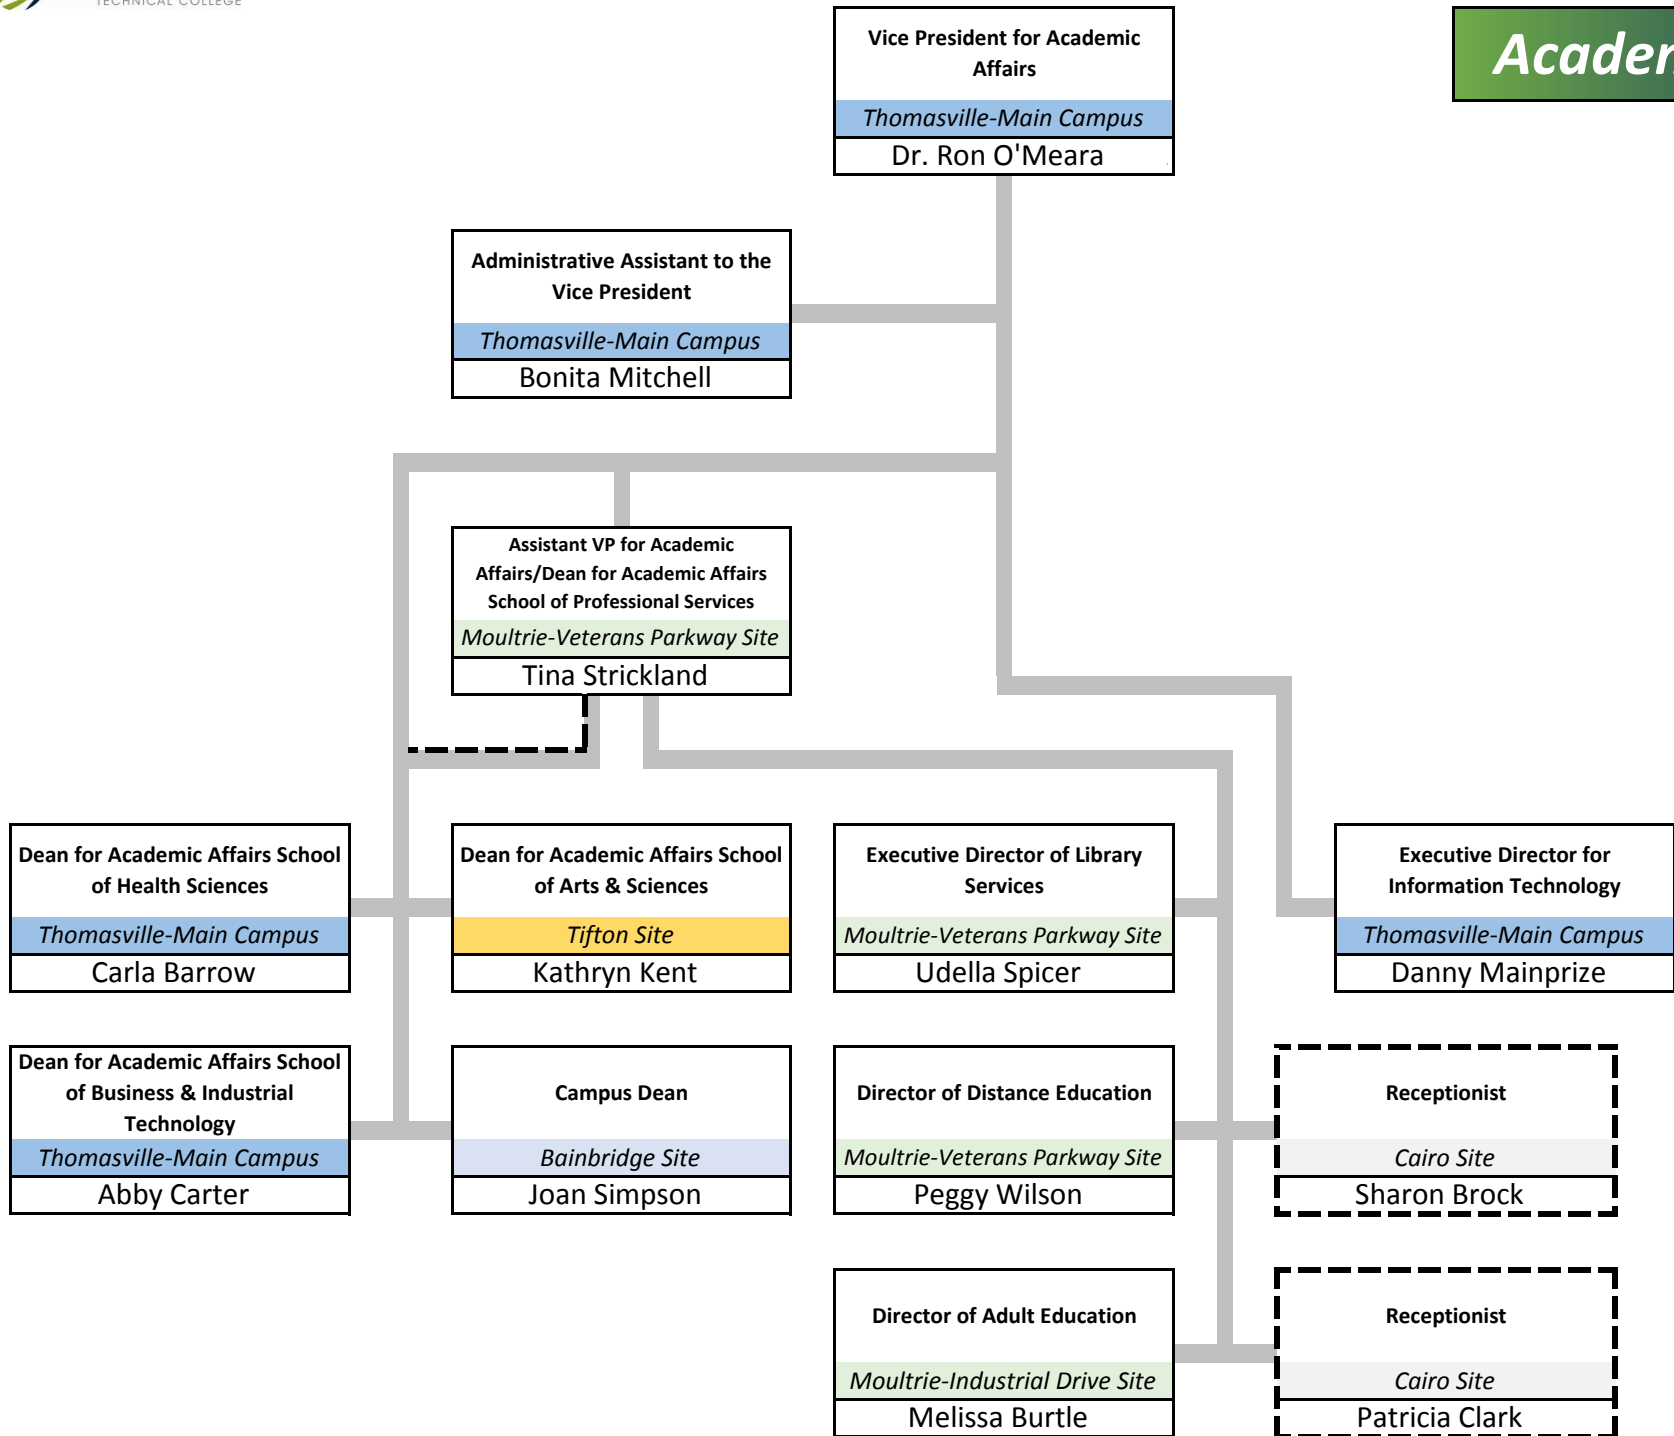 TECHNICAL COLLEGE
Vice President for Academic
Affairs
Thomasville-Main Campus
Dr. Ron O'Meara
Administrative Assistant to the
Vice President
Thomasville-Main Campus
Bonita Mitchell
Assistant VP for Academic
Affairs/Dean for Academic Affairs
School of Professional Services
Moultrie-Veterans Parkway Site
Tina Strickland
Dean for Academic Affairs School
of Health Sciences
Thomasville-Main Campus
Carla Barrow
Dean for Academic Affairs School
of Arts & Sciences
Tifton Site
Kathryn Kent
Executive Director of Library
Services
Moultrie-Veterans Parkway Site
Udella Spicer
Executive Director for
Information Technology
Thomasville-Main Campus
Danny Mainprize
Dean for Academic Affairs School
of Business & Industrial
Technology
Thomasville-Main Campus
Abby Carter
Campus Dean
Bainbridge Site
Joan Simpson
Director of Distance Education
Moultrie-Veterans Parkway Site
Peggy Wilson
Receptionist
Cairo Site
Sharon Brock
Director of Adult Education
Moultrie-Industrial Drive Site
Melissa Burtle
Receptionist
Cairo Site
Patricia Clark